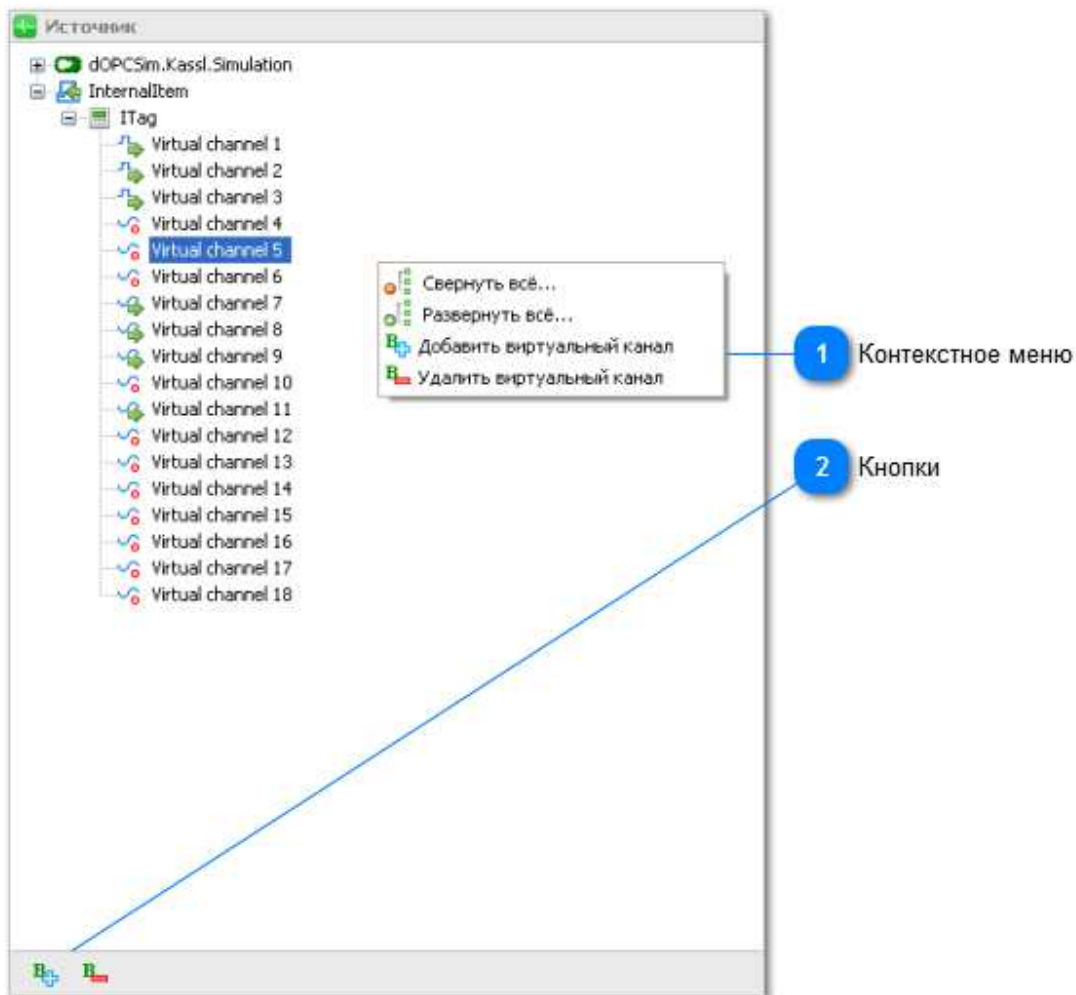 Источник
dOPCSim.Kassl.Simulation
InternalItem
ITag
Virtual channel 1
Virtual channel 2
Virtual channel 3
Virtual channel 4
Virtual channel 5
Virtual channel 6
Virtual channel 7
Virtual channel 8
Virtual channel 9
Virtual channel 10
Virtual channel 11
Virtual channel 12
Virtual channel 13
Virtual channel 14
Virtual channel 15
Virtual channel 16
Virtual channel 17
Virtual channel 18
Свернуть всё...
Развернуть всё...
Добавить виртуальный канал
Удалить виртуальный канал
1 Контекстное меню
2 Кнопки